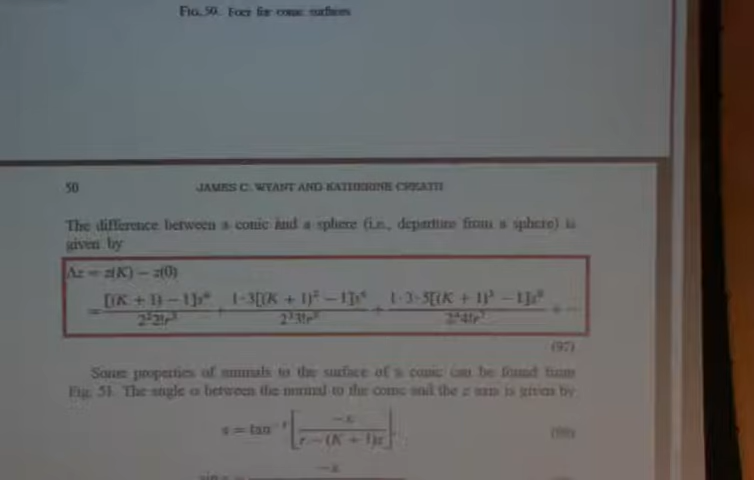 FIG. 50. Foci for conic surfaces
50 JAMES C. WYANT AND KATHERINE CREATH
The difference between a conic and a sphere (i.e., departure from a sphere) is
given by
Δz = z(K) − z(0)
= [(K + 1) − 1]s⁴ / 2²2!r³ + 1·3[(K + 1)² − 1]s⁶ / 2³3!r⁵ + 1·3·5[(K + 1)³ − 1]s⁸ / 2⁴4!r⁷ + ···
(97)
Some properties of normals to the surface of a conic can be found from
Fig. 51. The angle α between the normal to the conic and the z axis is given by
α = tan⁻¹[−s / r − (K + 1)z], (98)
−s